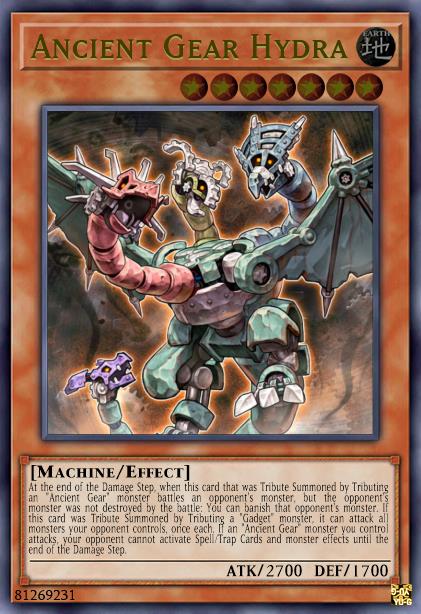 ANCIENT GEAR HYDRA
EARTH
地
[MACHINE/EFFECT]
At the end of the Damage Step, when this card that was Tribute Summoned by Tributing
an "Ancient Gear" monster battles an opponent's monster, but the opponent's
monster was not destroyed by the battle: You can banish that opponent's monster. If
this card was Tribute Summoned by Tributing a "Gadget" monster, it can attack all
monsters your opponent controls, once each. If an "Ancient Gear" monster you control
attacks, your opponent cannot activate Spell/Trap Cards and monster effects until the
end of the Damage Step.
ATK/2700 DEF/1700
81269231